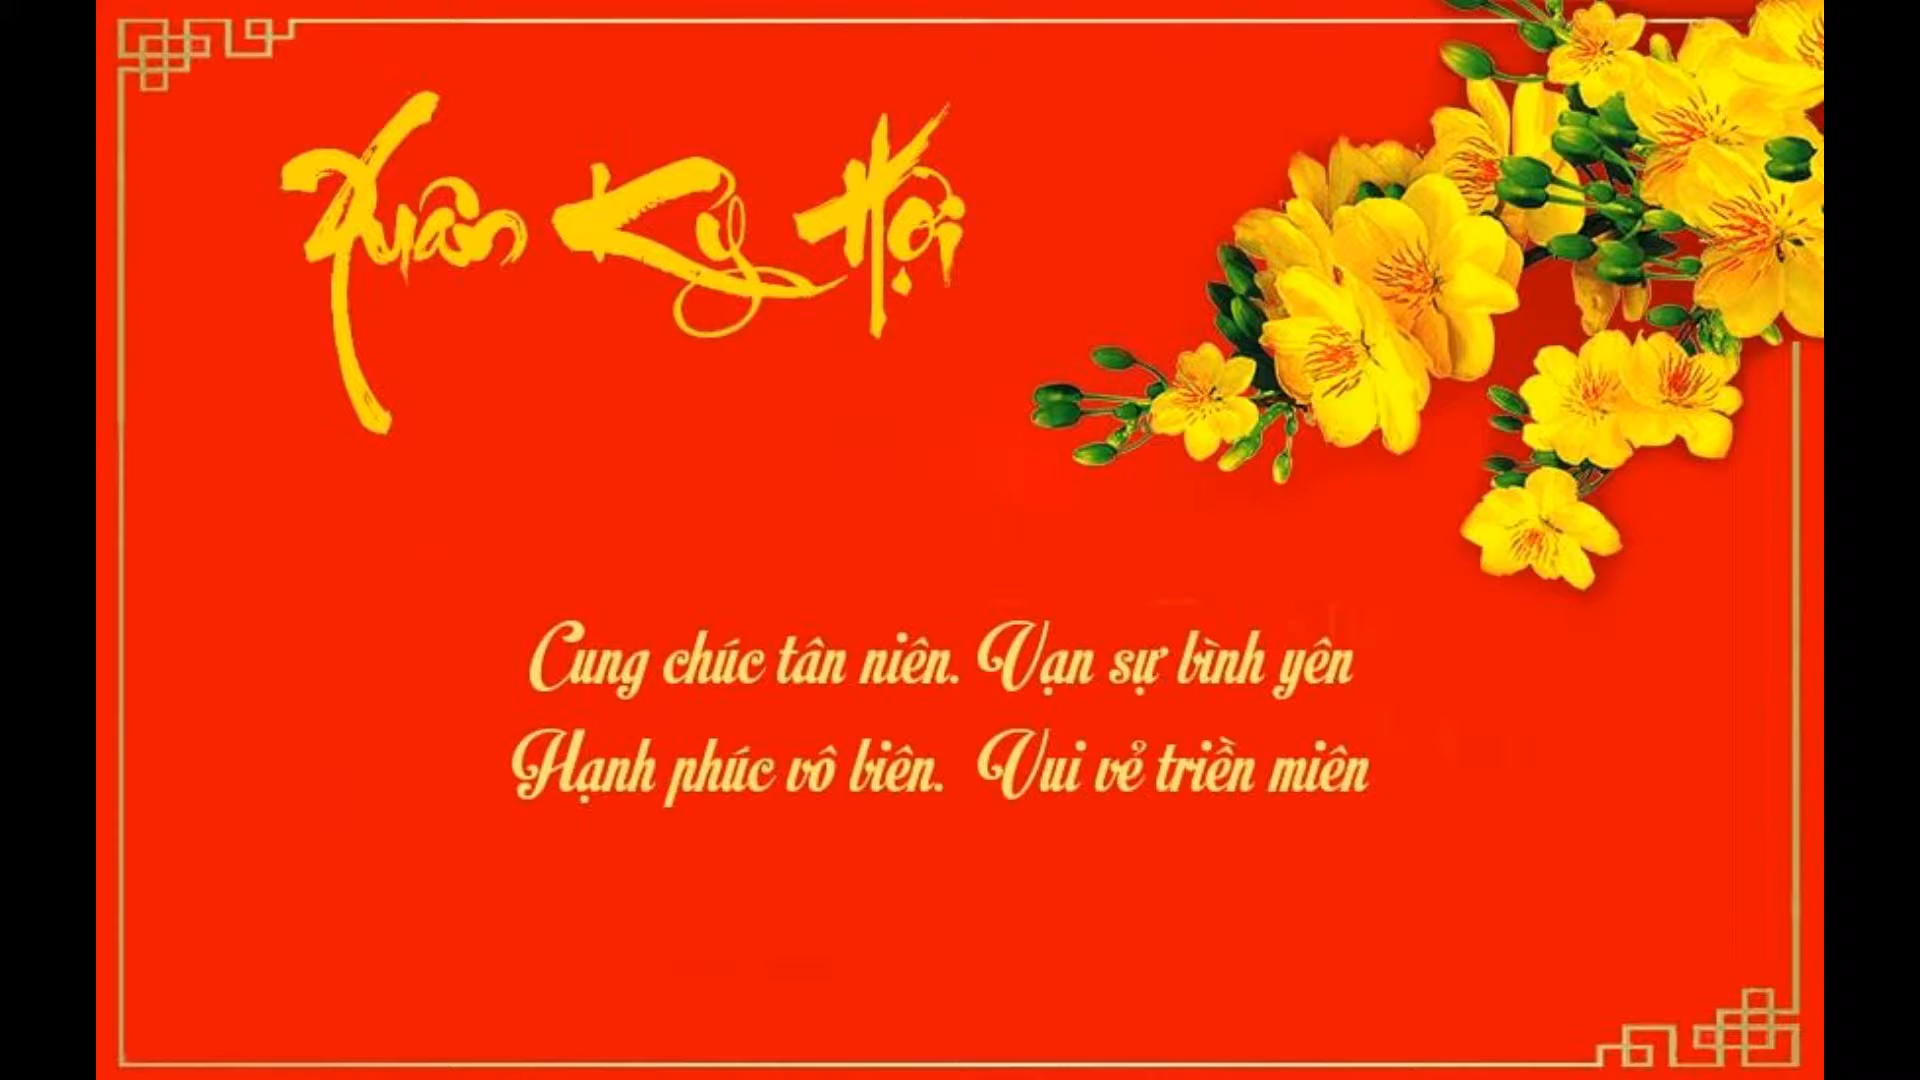 Xuân Kỷ Hợi
Cung chúc tân niên. Vạn sự bình yên
Hạnh phúc vô biên. Vui vẻ triền miên